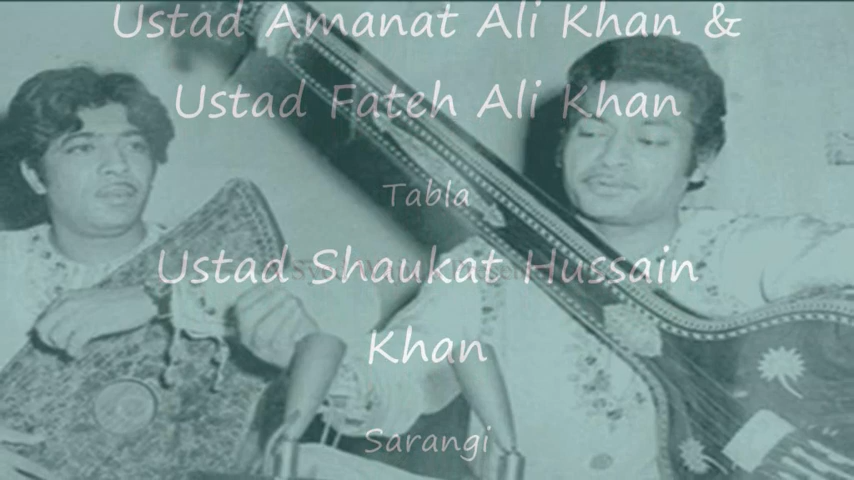 Ustad Amanat Ali Khan &
Ustad Fateh Ali Khan
Tabla
Ustad Shaukat Hussain
Khan
Sarangi